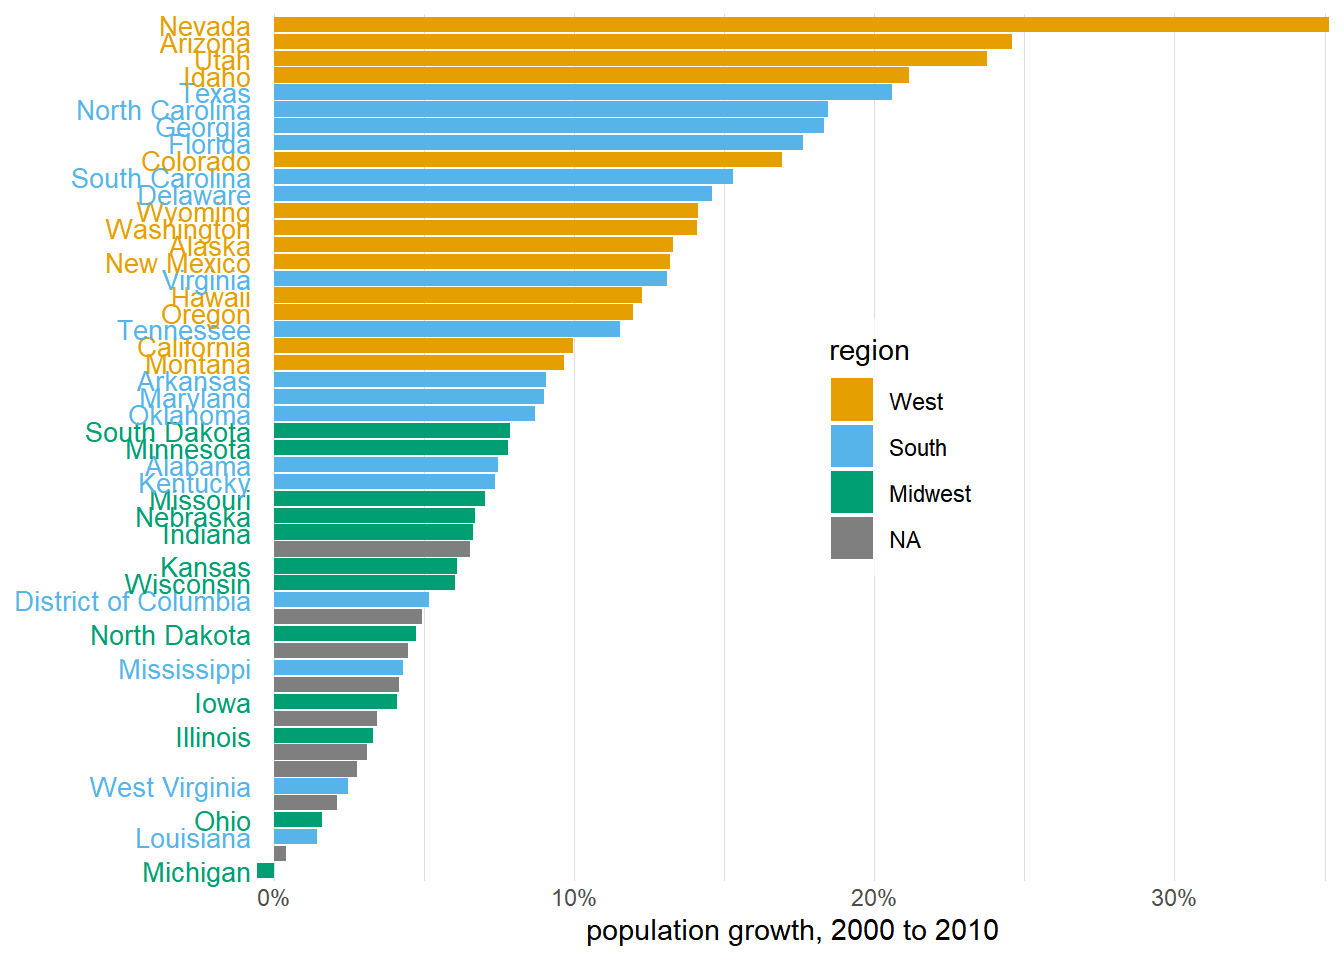 Nevada
Arizona
Utah
Idaho
Texas
North Carolina
Georgia
Florida
Colorado
South Carolina
Delaware
Wyoming
Washington
Alaska
New Mexico
Virginia
Hawaii
Oregon
Tennessee
California
Montana
Arkansas
Maryland
Oklahoma
South Dakota
Minnesota
Alabama
Kentucky
Missouri
Nebraska
Indiana
Kansas
Wisconsin
District of Columbia
North Dakota
Mississippi
Iowa
Illinois
West Virginia
Ohio
Louisiana
Michigan
region
West
South
Midwest
NA
0% 10% 20% 30%
population growth, 2000 to 2010